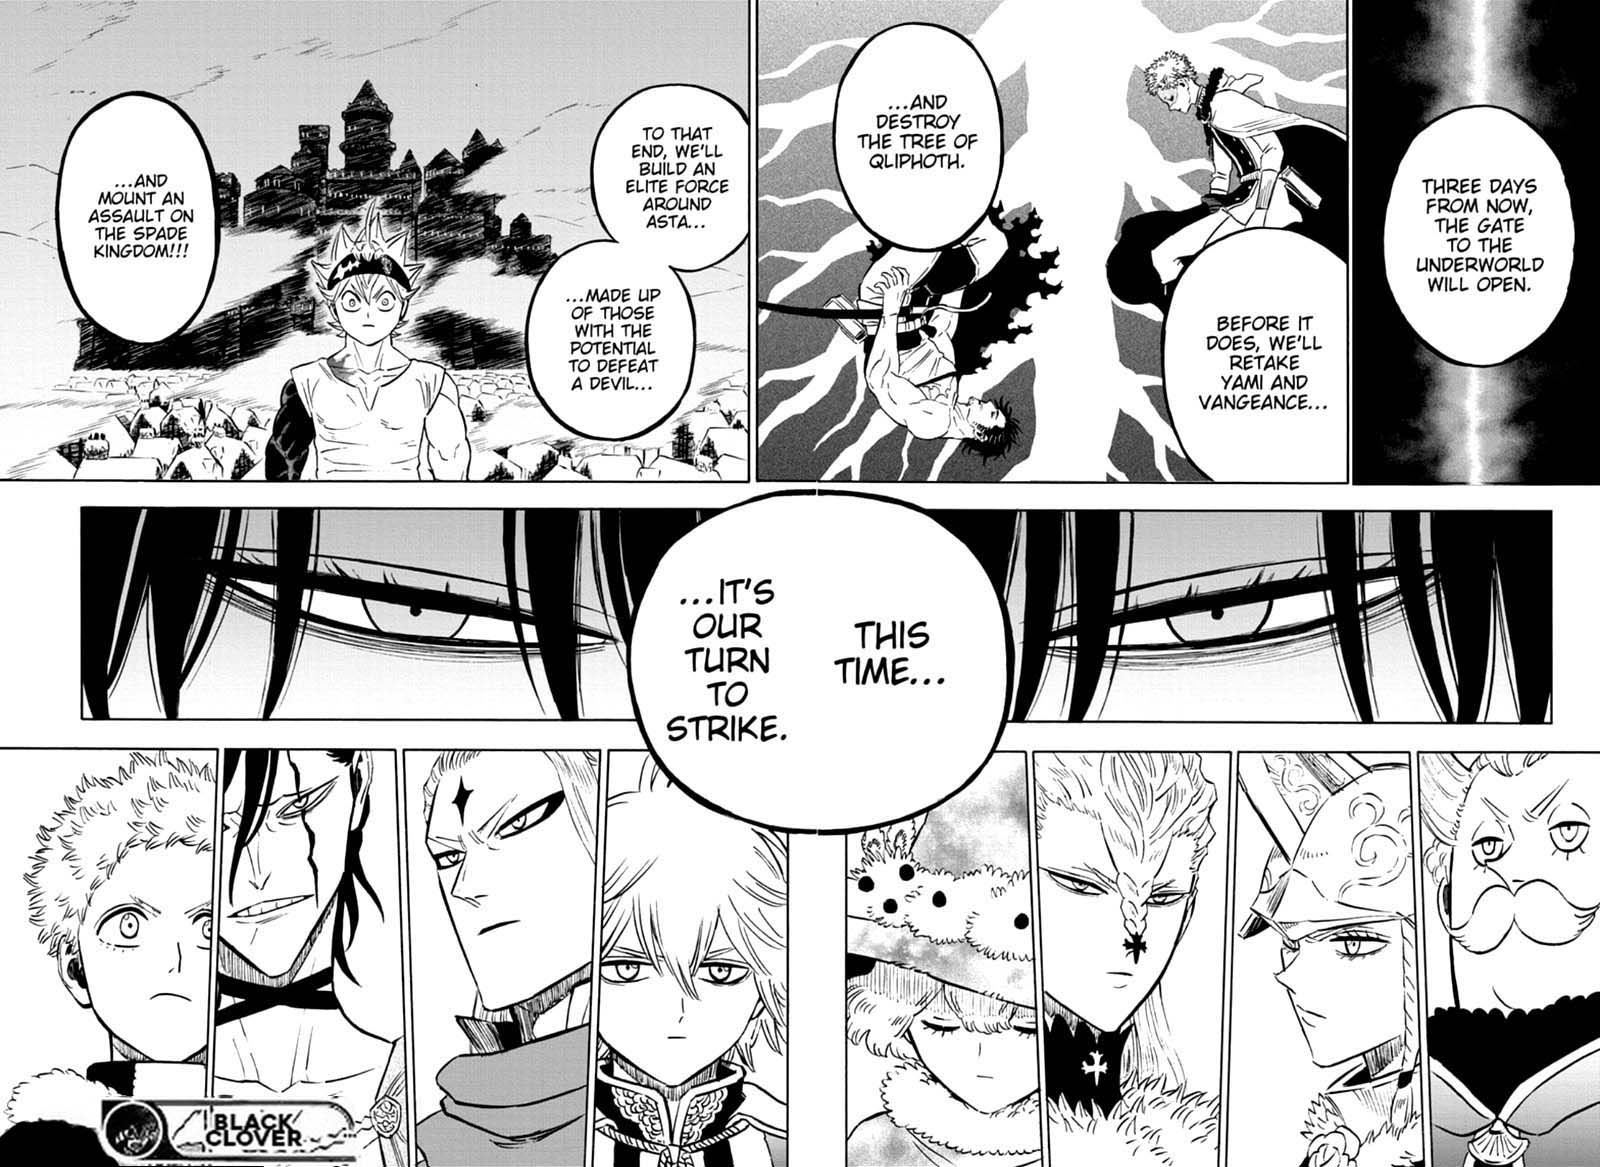 THREE DAYS
FROM NOW,
THE GATE
TO THE
UNDERWORLD
WILL OPEN.
BEFORE IT
DOES, WE'LL
RETAKE
YAMI AND
VANGEANCE...
...AND
DESTROY
THE TREE OF
QLIPHOTH.
TO THAT
END, WE'LL
BUILD AN
ELITE FORCE
AROUND
ASTA...
...MADE UP
OF THOSE
WITH THE
POTENTIAL
TO DEFEAT
A DEVIL...
...AND
MOUNT AN
ASSAULT ON
THE SPADE
KINGDOM!!!
THIS
TIME...
...IT'S
OUR
TURN
TO
STRIKE.
BLACK
CLOVER